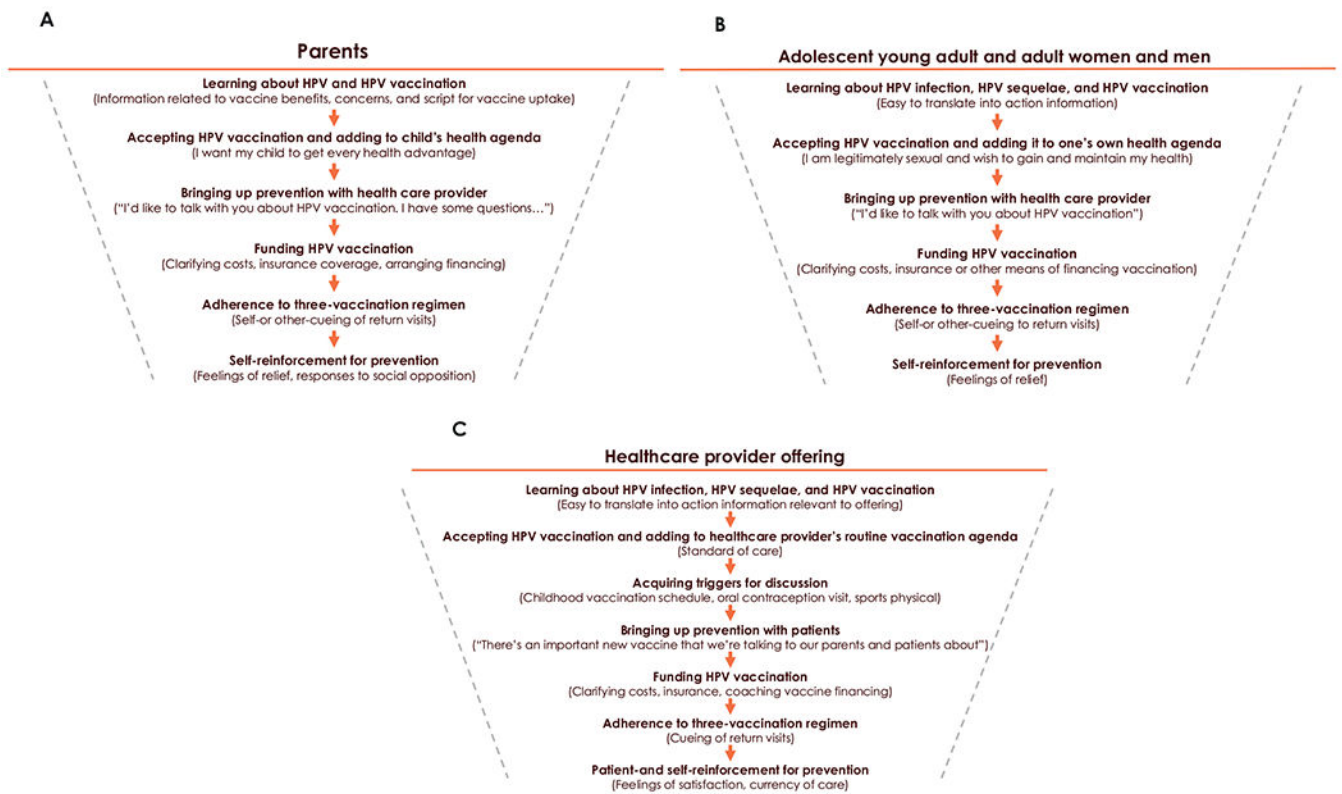 A
Parents
Learning about HPV and HPV vaccination
(Information related to vaccine benefits, concerns, and script for vaccine uptake)
Accepting HPV vaccination and adding to child's health agenda
(I want my child to get every health advantage)
Bringing up prevention with health care provider
("I'd like to talk with you about HPV vaccination. I have some questions...")
Funding HPV vaccination
(Clarifying costs, insurance coverage, arranging financing)
Adherence to three-vaccination regimen
(Self-or other-cueing of return visits)
Self-reinforcement for prevention
(Feelings of relief, responses to social opposition)
B
Adolescent young adult and adult women and men
Learning about HPV infection, HPV sequelae, and HPV vaccination
(Easy to translate into action information)
Accepting HPV vaccination and adding it to one's own health agenda
(I am legitimately sexual and wish to gain and maintain my health)
Bringing up prevention with health care provider
("I'd like to talk with you about HPV vaccination")
Funding HPV vaccination
(Clarifying costs, insurance or other means of financing vaccination)
Adherence to three-vaccination regimen
(Self-or other-cueing to return visits)
Self-reinforcement for prevention
(Feelings of relief)
C
Healthcare provider offering
Learning about HPV infection, HPV sequelae, and HPV vaccination
(Easy to translate into action information relevant to offering)
Accepting HPV vaccination and adding to healthcare provider's routine vaccination agenda
(Standard of care)
Acquiring triggers for discussion
(Childhood vaccination schedule, oral contraception visit, sports physical)
Bringing up prevention with patients
("There's an important new vaccine that we're talking to our parents and patients about")
Funding HPV vaccination
(Clarifying costs, insurance, coaching vaccine financing)
Adherence to three-vaccination regimen
(Cueing of return visits)
Patient-and self-reinforcement for prevention
(Feelings of satisfaction, currency of care)